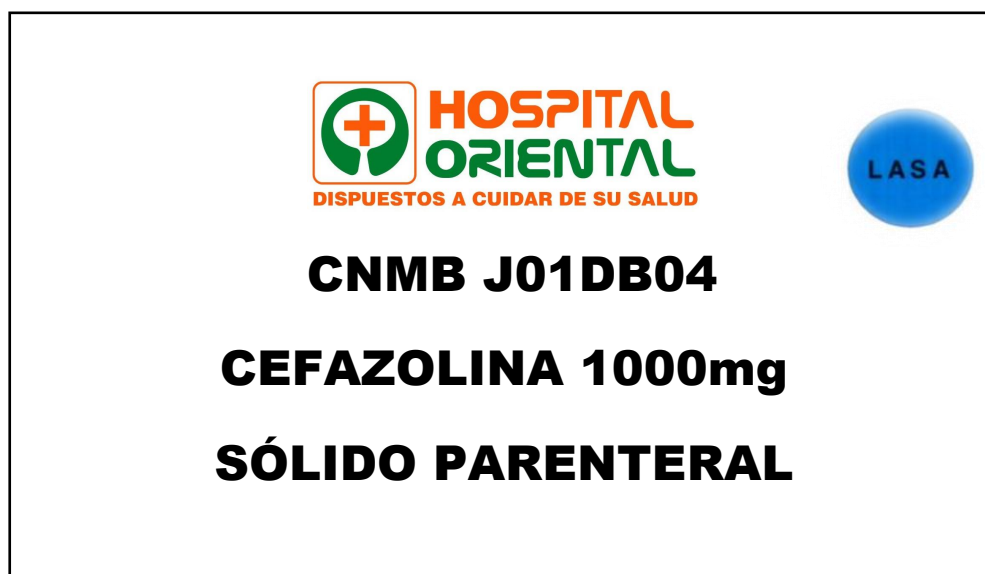 HOSPITAL
ORIENTAL
DISPUESTOS A CUIDAR DE SU SALUD
LASA
CNMB J01DB04
CEFAZOLINA 1000mg
SÓLIDO PARENTERAL